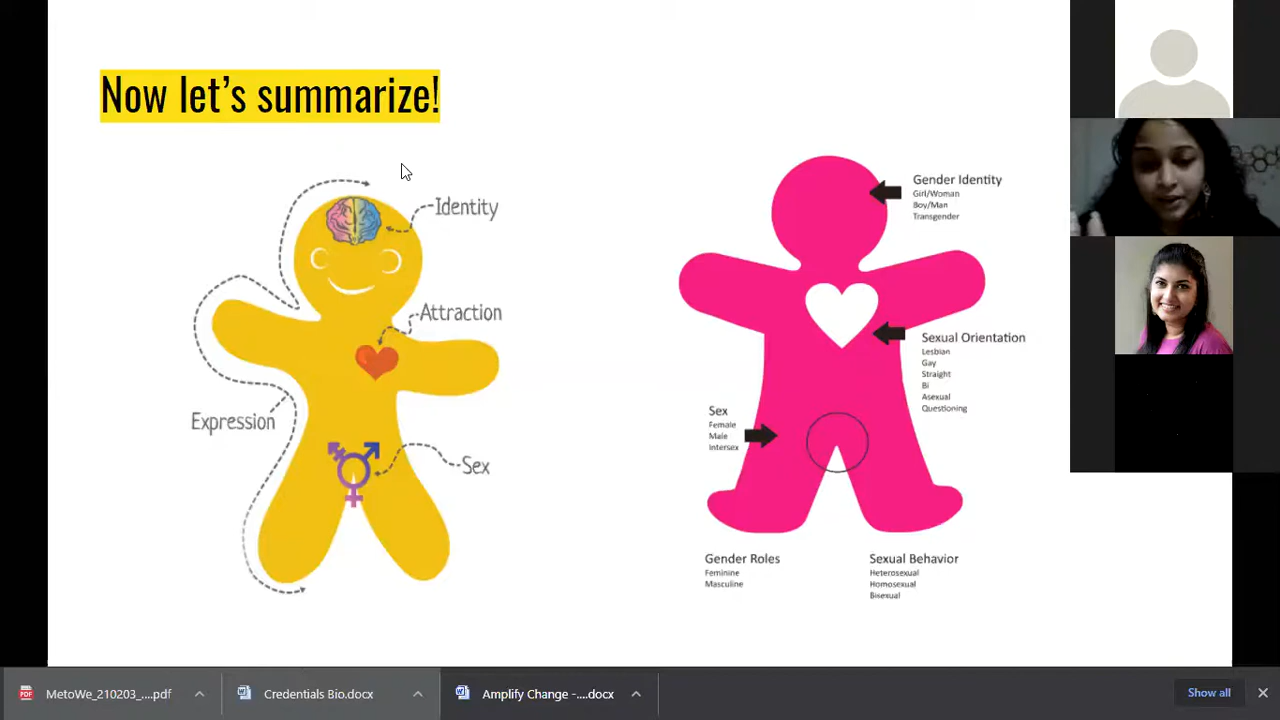 Now let's summarize!
Identity
Attraction
Expression
Sex
Gender Identity
Girl/Woman
Boy/Man
Transgender
Sexual Orientation
Lesbian
Gay
Straight
Bi
Asexual
Questioning
Sex
Female
Male
Intersex
Gender Roles
Feminine
Masculine
Sexual Behavior
Heterosexual
Homosexual
Bisexual
MetoWe_210203_....pdf
Credentials Bio.docx
Amplify Change -....docx
Show all